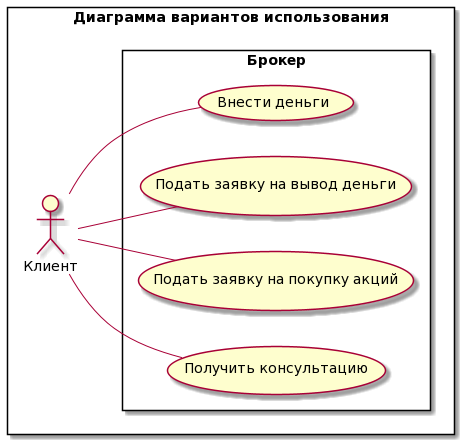 Диаграмма вариантов использования
Брокер
Внести деньги
Подать заявку на вывод деньги
Клиент
Подать заявку на покупку акций
Получить консультацию